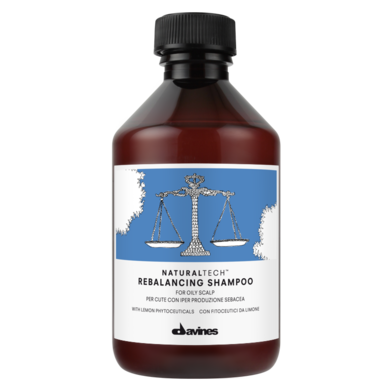 NATURALTECH™
REBALANCING SHAMPOO
FOR OILY SCALP
PER CUTE CON IPER PRODUZIONE SEBACEA
WITH LEMON PHYTOCEUTICALS CON FITOCEUTICI DA LIMONE
davines